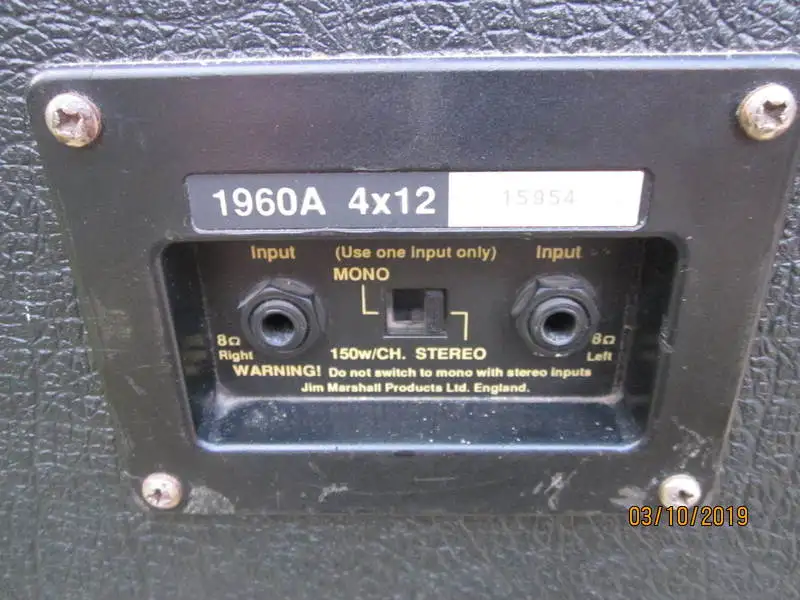 1960A 4x12 15954
Input (Use one input only) Input
MONO
8Ω Right
8Ω Left
150w/CH. STEREO
WARNING! Do not switch to mono with stereo inputs
Jim Marshall Products Ltd. England.
03/10/2019